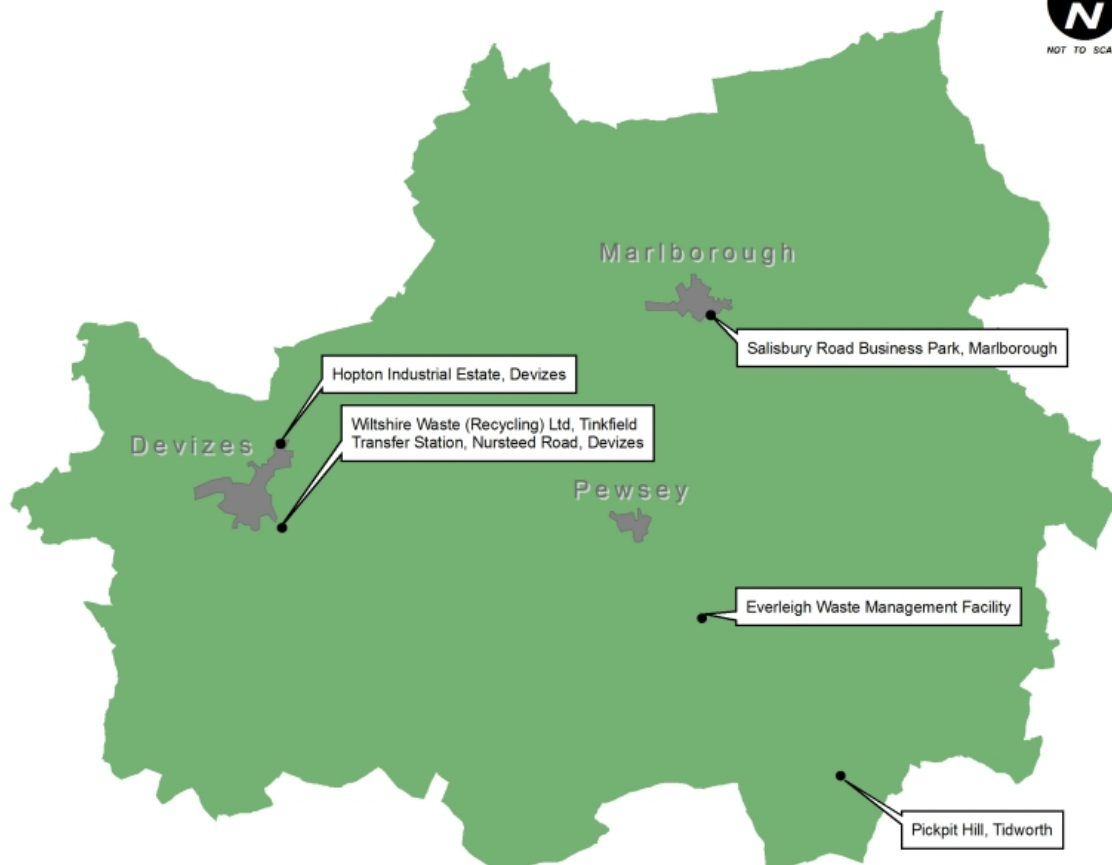 N
NOT TO SCA
Marlborough
Salisbury Road Business Park, Marlborough
Hopton Industrial Estate, Devizes
Wiltshire Waste (Recycling) Ltd, Tinkfield
Transfer Station, Nursteed Road, Devizes
Devizes
Pewsey
Everleigh Waste Management Facility
Pickpit Hill, Tidworth